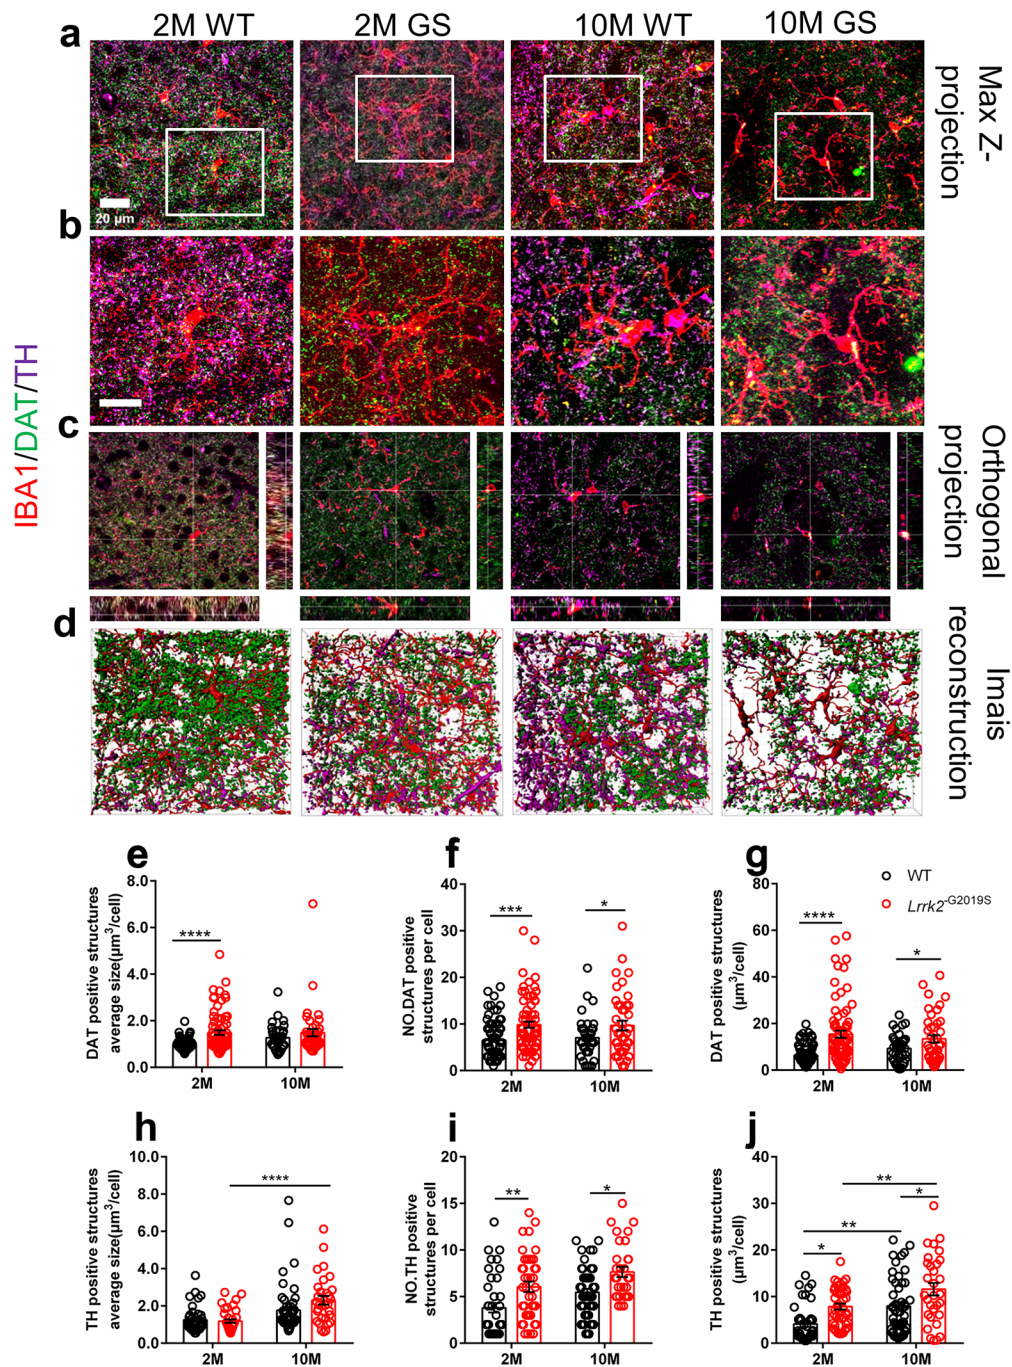 2M WT 2M GS 10M WT 10M GS
a
Max Z-
projection
20 µm
b
IBA1/DAT/TH
c
Orthogonal
projection
d
Imais
reconstruction
e
DAT positive structures
average size(µm³/cell)
8.0
6.0
4.0
2.0
0.0
****
2M 10M
f
NO.DAT positive
structures per cell
40
30
20
10
0
***
*
2M 10M
g
DAT positive structures
(µm³/cell)
80
60
40
20
0
****
*
2M 10M
WT
Lrrk2-G2019S
h
TH positive structures
average size(µm³/cell)
10.0
8.0
6.0
4.0
2.0
0.0
****
2M 10M
i
NO.TH positive
structures per cell
20
15
10
5
0
**
*
2M 10M
j
TH positive structures
(µm³/cell)
40
30
20
10
0
**
*
**
*
2M 10M